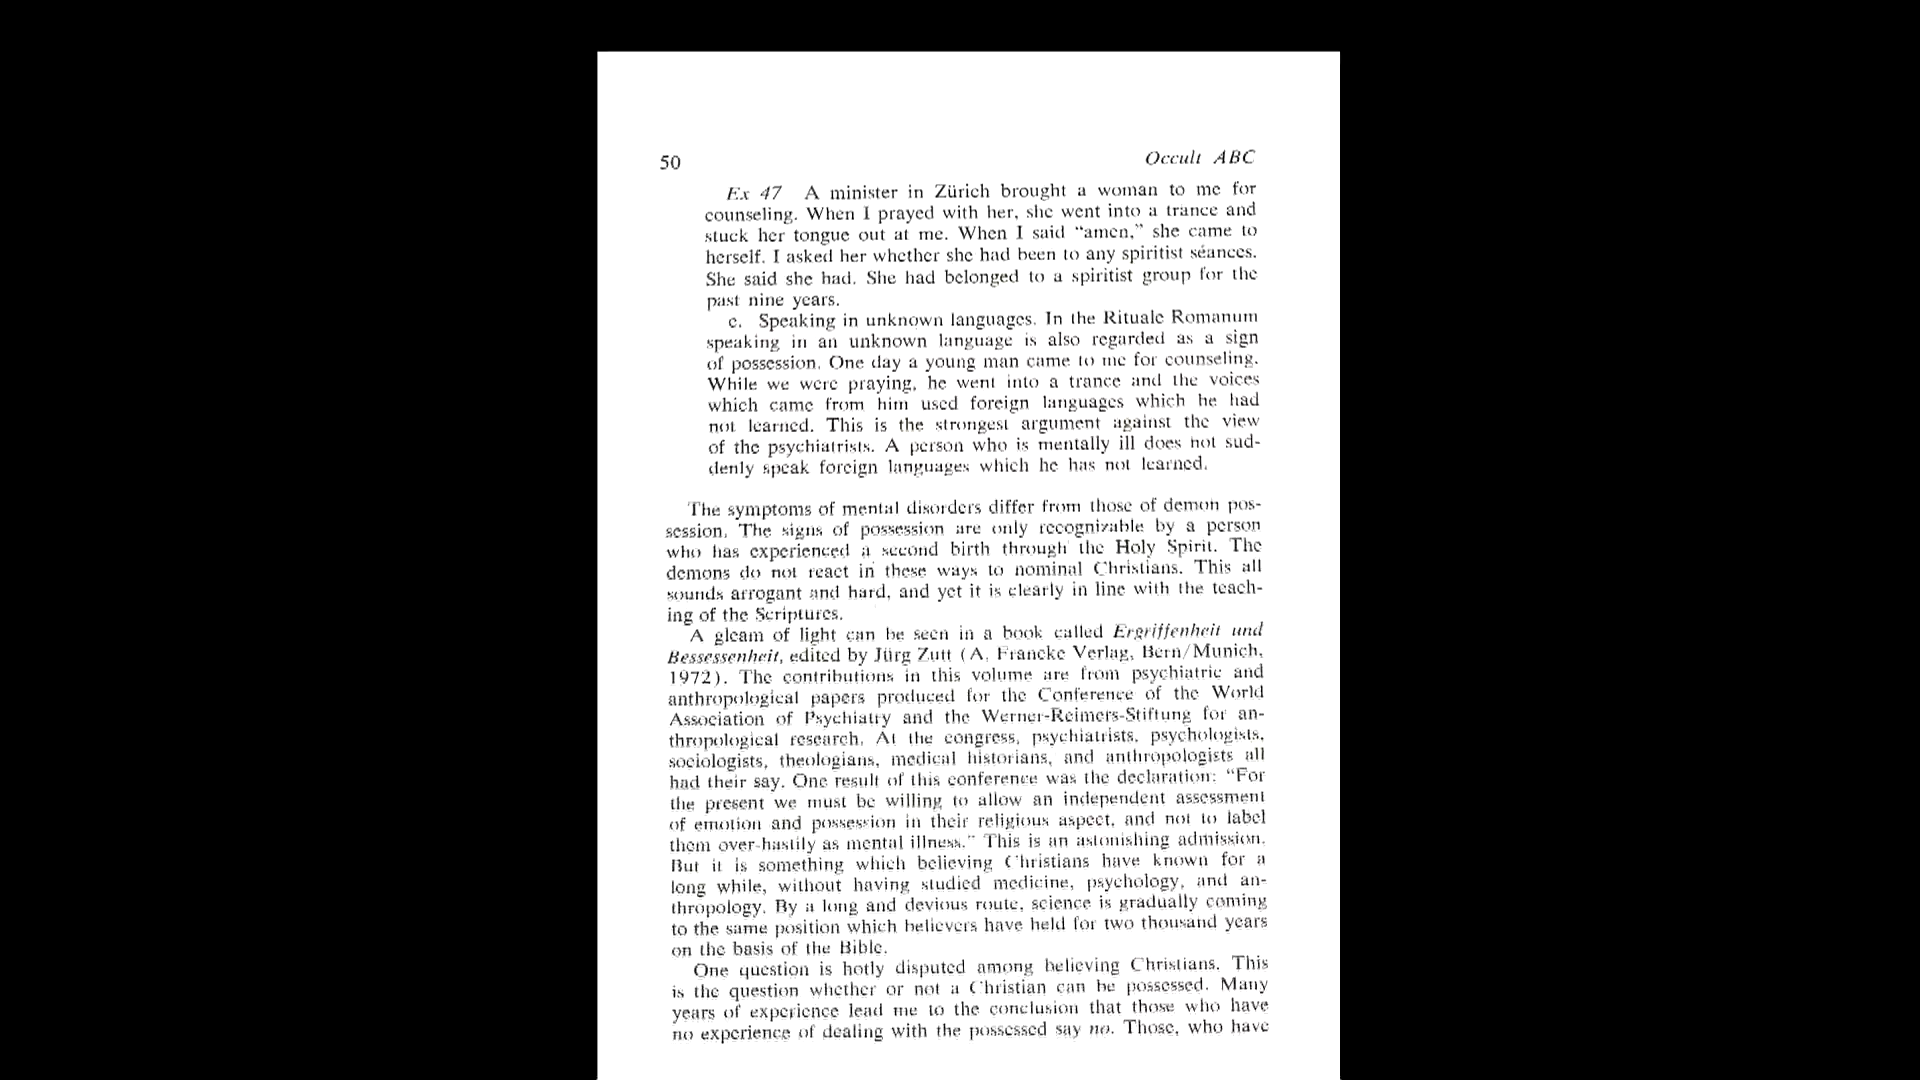 50
Occult ABC
Ex 47 A minister in Zürich brought a woman to me for
counseling. When I prayed with her, she went into a trance and
stuck her tongue out at me. When I said “amen,” she came to
herself. I asked her whether she had been to any spiritist séances.
She said she had. She had belonged to a spiritist group for the
past nine years.
e. Speaking in unknown languages. In the Rituale Romanum
speaking in an unknown language is also regarded as a sign
of possession. One day a young man came to me for counseling.
While we were praying, he went into a trance and the voices
which came from him used foreign languages which he had
not learned. This is the strongest argument against the view
of the psychiatrists. A person who is mentally ill does not sud-
denly speak foreign languages which he has not learned.
The symptoms of mental disorders differ from those of demon pos-
session. The signs of possession are only recognizable by a person
who has experienced a second birth through the Holy Spirit. The
demons do not react in these ways to nominal Christians. This all
sounds arrogant and hard, and yet it is clearly in line with the teach-
ing of the Scriptures.
A gleam of light can be seen in a book called Ergriffenheit und
Bessessenheit, edited by Jürg Zutt (A. Francke Verlag, Bern/Munich,
1972). The contributions in this volume are from psychiatric and
anthropological papers produced for the Conference of the World
Association of Psychiatry and the Werner-Reimers-Stiftung for an-
thropological research. At the congress, psychiatrists, psychologists,
sociologists, theologians, medical historians, and anthropologists all
had their say. One result of this conference was the declaration: “For
the present we must be willing to allow an independent assessment
of emotion and possession in their religious aspect, and not to label
them over-hastily as mental illness.” This is an astonishing admission.
But it is something which believing Christians have known for a
long while, without having studied medicine, psychology, and an-
thropology. By a long and devious route, science is gradually coming
to the same position which believers have held for two thousand years
on the basis of the Bible.
One question is hotly disputed among believing Christians. This
is the question whether or not a Christian can be possessed. Many
years of experience lead me to the conclusion that those who have
no experience of dealing with the possessed say no. Those, who have